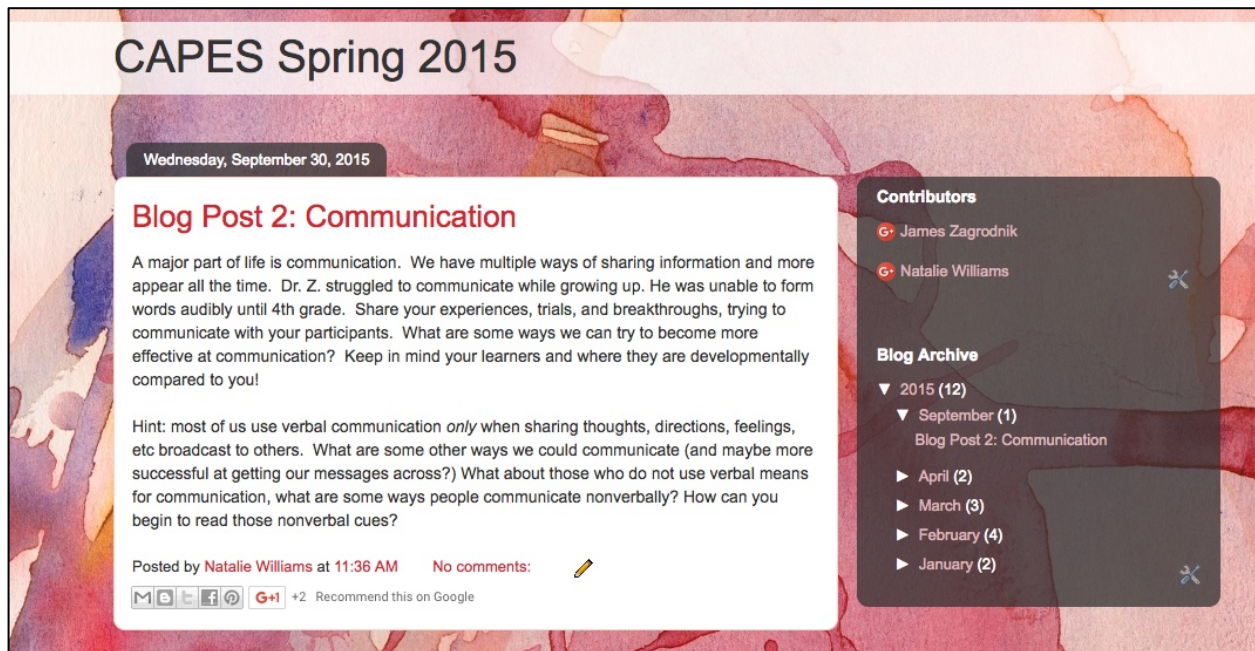 CAPES Spring 2015
Wednesday, September 30, 2015
Blog Post 2: Communication
A major part of life is communication.  We have multiple ways of sharing information and more
appear all the time.  Dr. Z. struggled to communicate while growing up. He was unable to form
words audibly until 4th grade.  Share your experiences, trials, and breakthroughs, trying to
communicate with your participants.  What are some ways we can try to become more
effective at communication?  Keep in mind your learners and where they are developmentally
compared to you!
Hint: most of us use verbal communication only when sharing thoughts, directions, feelings,
etc broadcast to others.  What are some other ways we could communicate (and maybe more
successful at getting our messages across?) What about those who do not use verbal means
for communication, what are some ways people communicate nonverbally? How can you
begin to read those nonverbal cues?
Posted by Natalie Williams at 11:36 AM No comments:
G+1 +2 Recommend this on Google
Contributors
G+ James Zagrodnik
G+ Natalie Williams
Blog Archive
▼ 2015 (12)
▼ September (1)
Blog Post 2: Communication
► April (2)
► March (3)
► February (4)
► January (2)